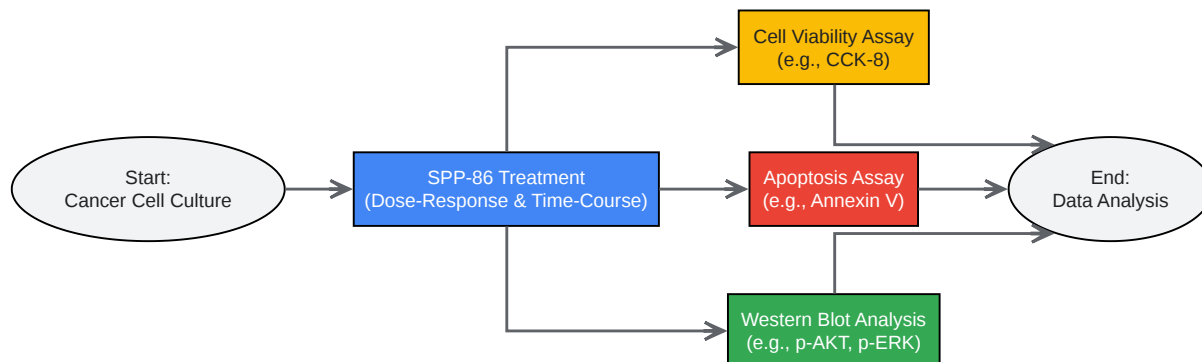 Start:
Cancer Cell Culture
SPP-86 Treatment
(Dose-Response & Time-Course)
Cell Viability Assay
(e.g., CCK-8)
Apoptosis Assay
(e.g., Annexin V)
Western Blot Analysis
(e.g., p-AKT, p-ERK)
End:
Data Analysis